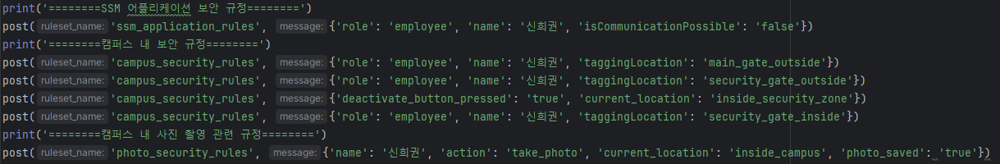 print('========SSM 어플리케이션 보안 규정========')
post( ruleset_name: 'ssm_application_rules', message: {'role': 'employee', 'name': '신희권', 'isCommunicationPossible': 'false'})
print('========캠퍼스 내 보안 규정========')
post( ruleset_name: 'campus_security_rules', message: {'role': 'employee', 'name': '신희권', 'taggingLocation': 'main_gate_outside'})
post( ruleset_name: 'campus_security_rules', message: {'role': 'employee', 'name': '신희권', 'taggingLocation': 'security_gate_outside'})
post( ruleset_name: 'campus_security_rules', message: {'deactivate_button_pressed': 'true', 'current_location': 'inside_security_zone'})
post( ruleset_name: 'campus_security_rules', message: {'role': 'employee', 'name': '신희권', 'taggingLocation': 'security_gate_inside'})
print('========캠퍼스 내 사진 촬영 관련 규정========')
post( ruleset_name: 'photo_security_rules', message: {'name': '신희권', 'action': 'take_photo', 'current_location': 'inside_campus', 'photo_saved': 'true'})